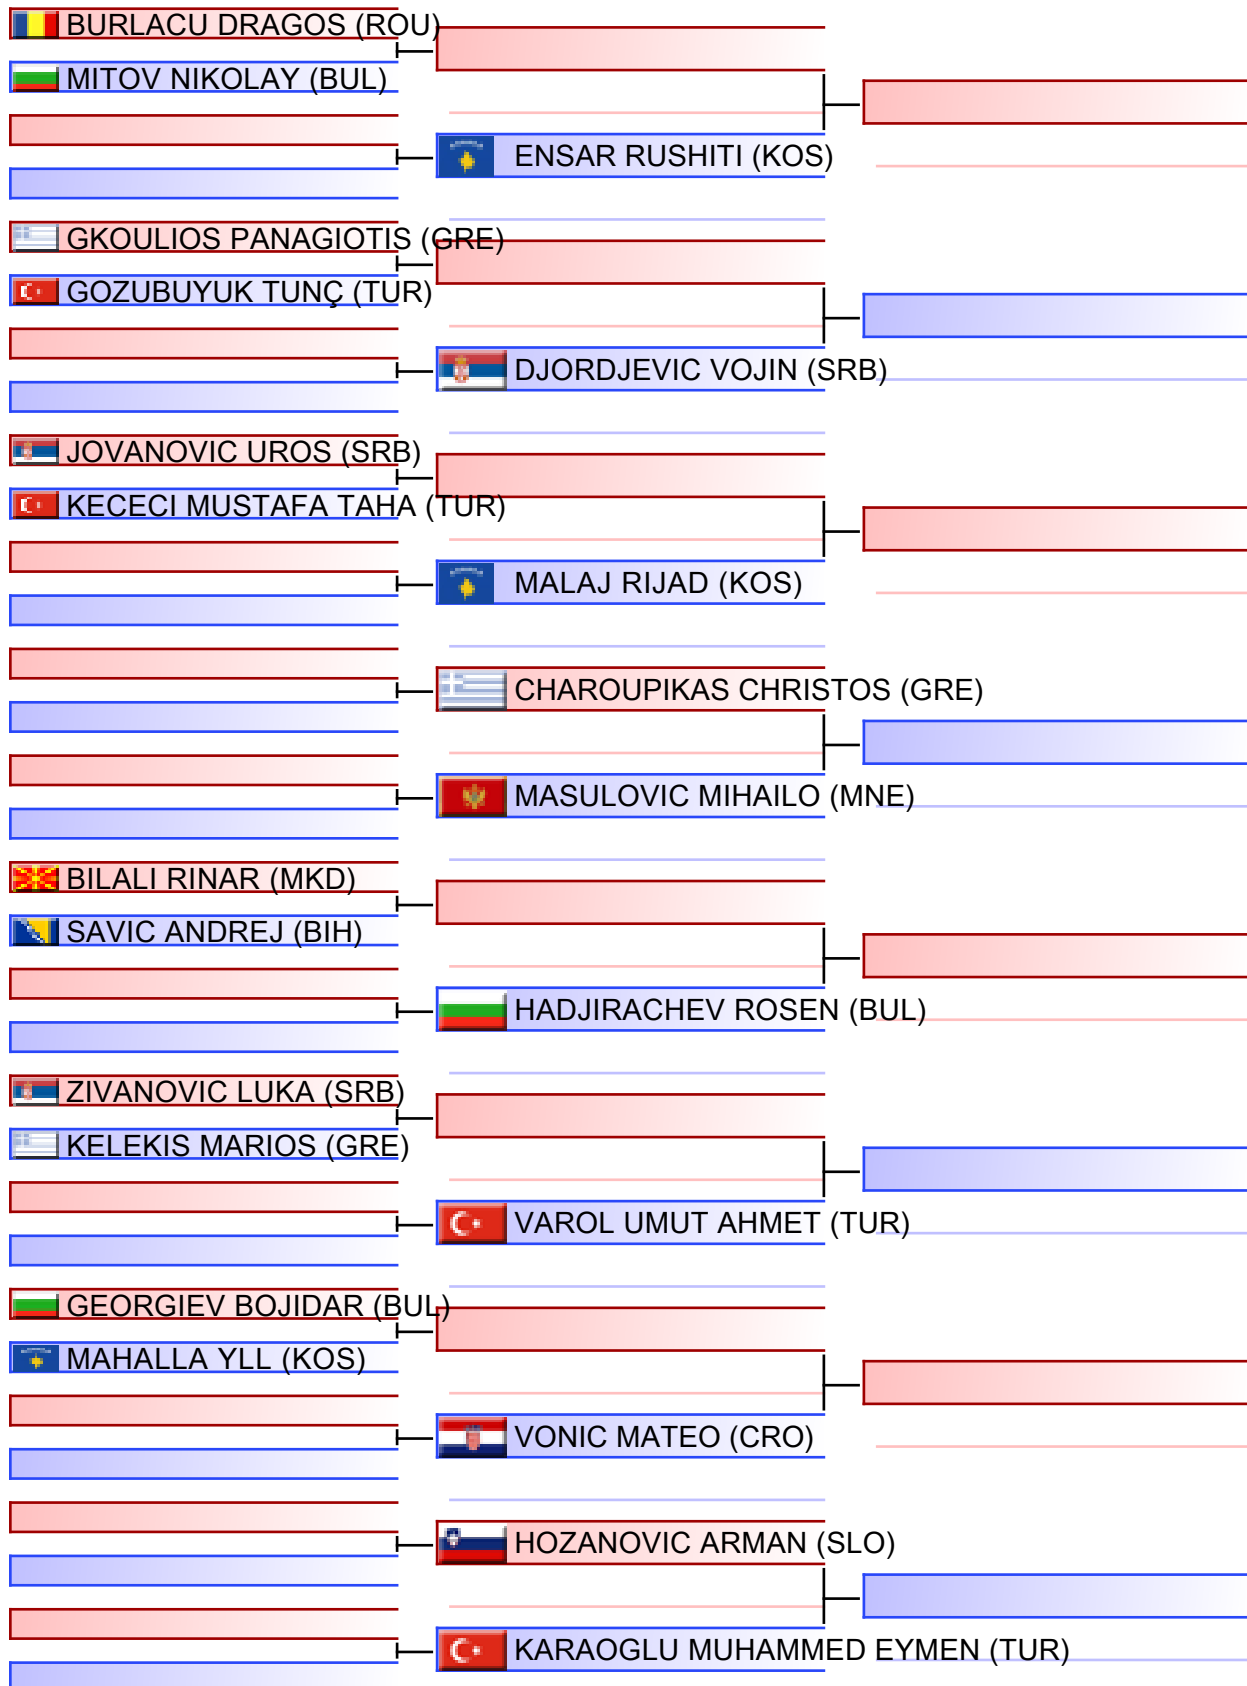 BURLACU DRAGOS (ROU)
MITOV NIKOLAY (BUL)
ENSAR RUSHITI (KOS)
GKOULIOS PANAGIOTIS (GRE)
GOZUBUYUK TUNÇ (TUR)
DJORDJEVIC VOJIN (SRB)
JOVANOVIC UROS (SRB)
KECECI MUSTAFA TAHA (TUR)
MALAJ RIJAD (KOS)
CHAROUPIKAS CHRISTOS (GRE)
MASULOVIC MIHAILO (MNE)
BILALI RINAR (MKD)
SAVIC ANDREJ (BIH)
HADJIRACHEV ROSEN (BUL)
ZIVANOVIC LUKA (SRB)
KELEKIS MARIOS (GRE)
VAROL UMUT AHMET (TUR)
GEORGIEV BOJIDAR (BUL)
MAHALLA YLL (KOS)
VONIC MATEO (CRO)
HOZANOVIC ARMAN (SLO)
KARAOGLU MUHAMMED EYMEN (TUR)